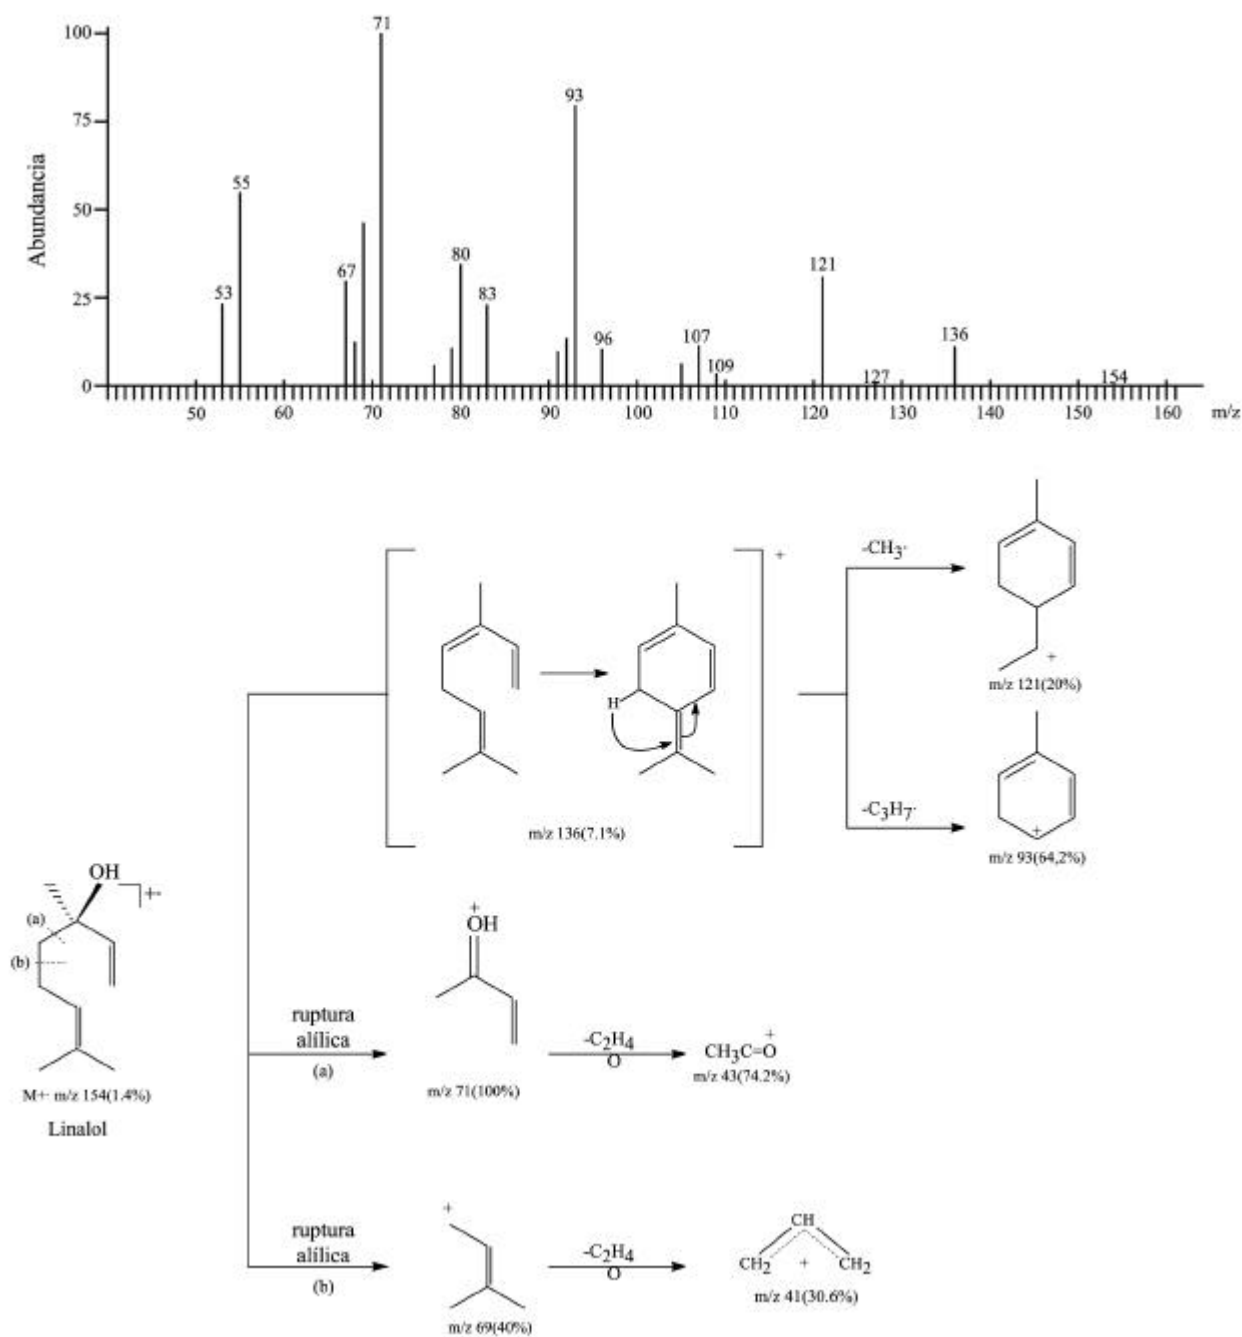 Abundancia
100
75
50
25
0
53
55
67
71
80
83
93
96
107
109
121
127
136
154
50 60 70 80 90 100 110 120 130 140 150 160 m/z
+
-CH3·
+
m/z 121(20%)
H
-C3H7·
+
m/z 93(64,2%)
m/z 136(7.1%)
OH
+·
(a)
(b)
M+· m/z 154(1.4%)
Linalol
+
OH
ruptura
alílica
(a)
m/z 71(100%)
-C2H4
O
+
CH3C=O
m/z 43(74.2%)
ruptura
alílica
(b)
+
m/z 69(40%)
-C2H4
O
CH
CH2 + CH2
m/z 41(30.6%)